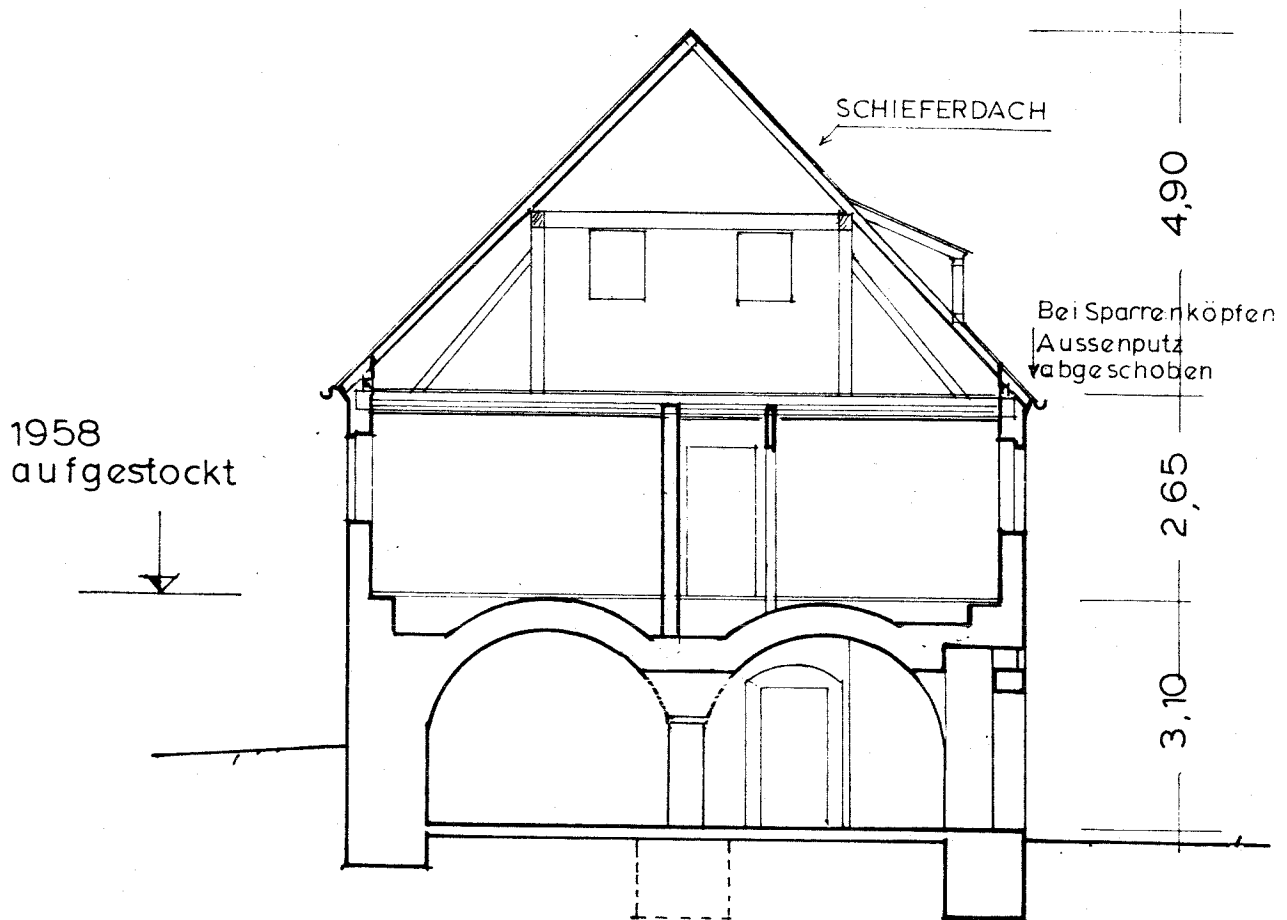 SCHIEFERDACH
4,90
Bei Sparrenköpfen
Aussenputz
abgeschoben
1958
aufgestockt
2,65
3,10